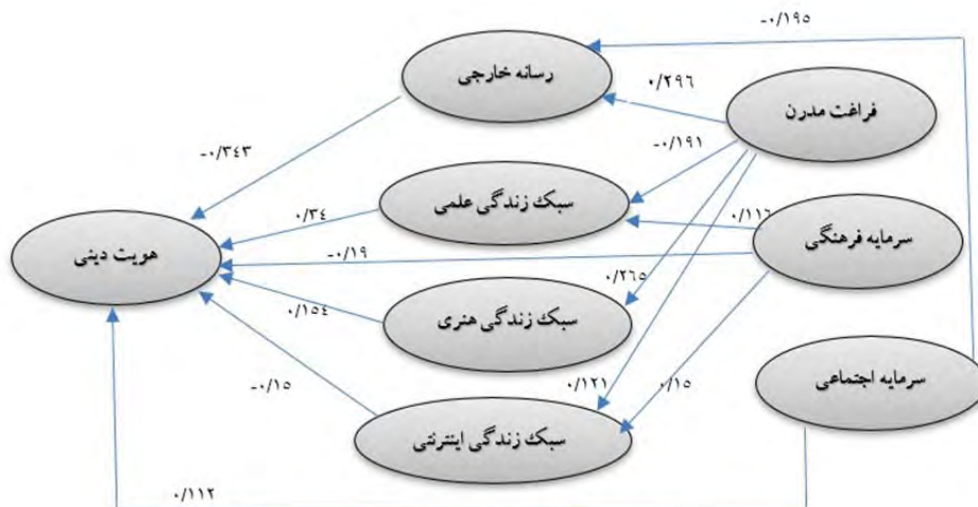 -۰/۱۹۵
رسانه خارجی
۰/۲۹۶
فراغت مدرن
-۰/۳۴۳
-۰/۱۹۱
سبک زندگی علمی
۰/۳۴
۰/۱۱۶
سرمایه فرهنگی
هویت دینی
-۰/۱۹
۰/۲۶۵
۰/۱۵٤
سبک زندگی هنری
سرمایه اجتماعی
-۰/۱۵
۰/۱۲۱
۰/۱۵
سبک زندگی اینترنتی
۰/۱۱۲